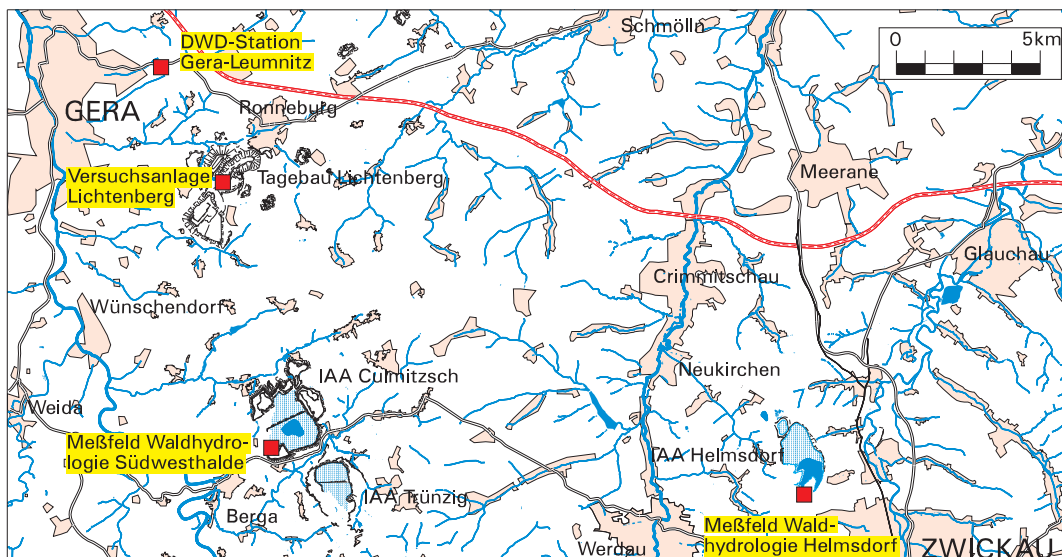 DWD-Station
Gera-Leumnitz
Schmölln
0 5km
GERA
Ronneburg
Versuchsanlage
Lichtenberg
Tagebau Lichtenberg
Meerane
Glauchau
Crimmitschau
Wünschendorf
IAA Culmitzsch
Neukirchen
Weida
Meßfeld Waldhydro-
logie Südwesthalde
IAA Helmsdorf
IAA Trünzig
Berga
Meßfeld Wald-
hydrologie Helmsdorf
Werdau
ZWICKAU